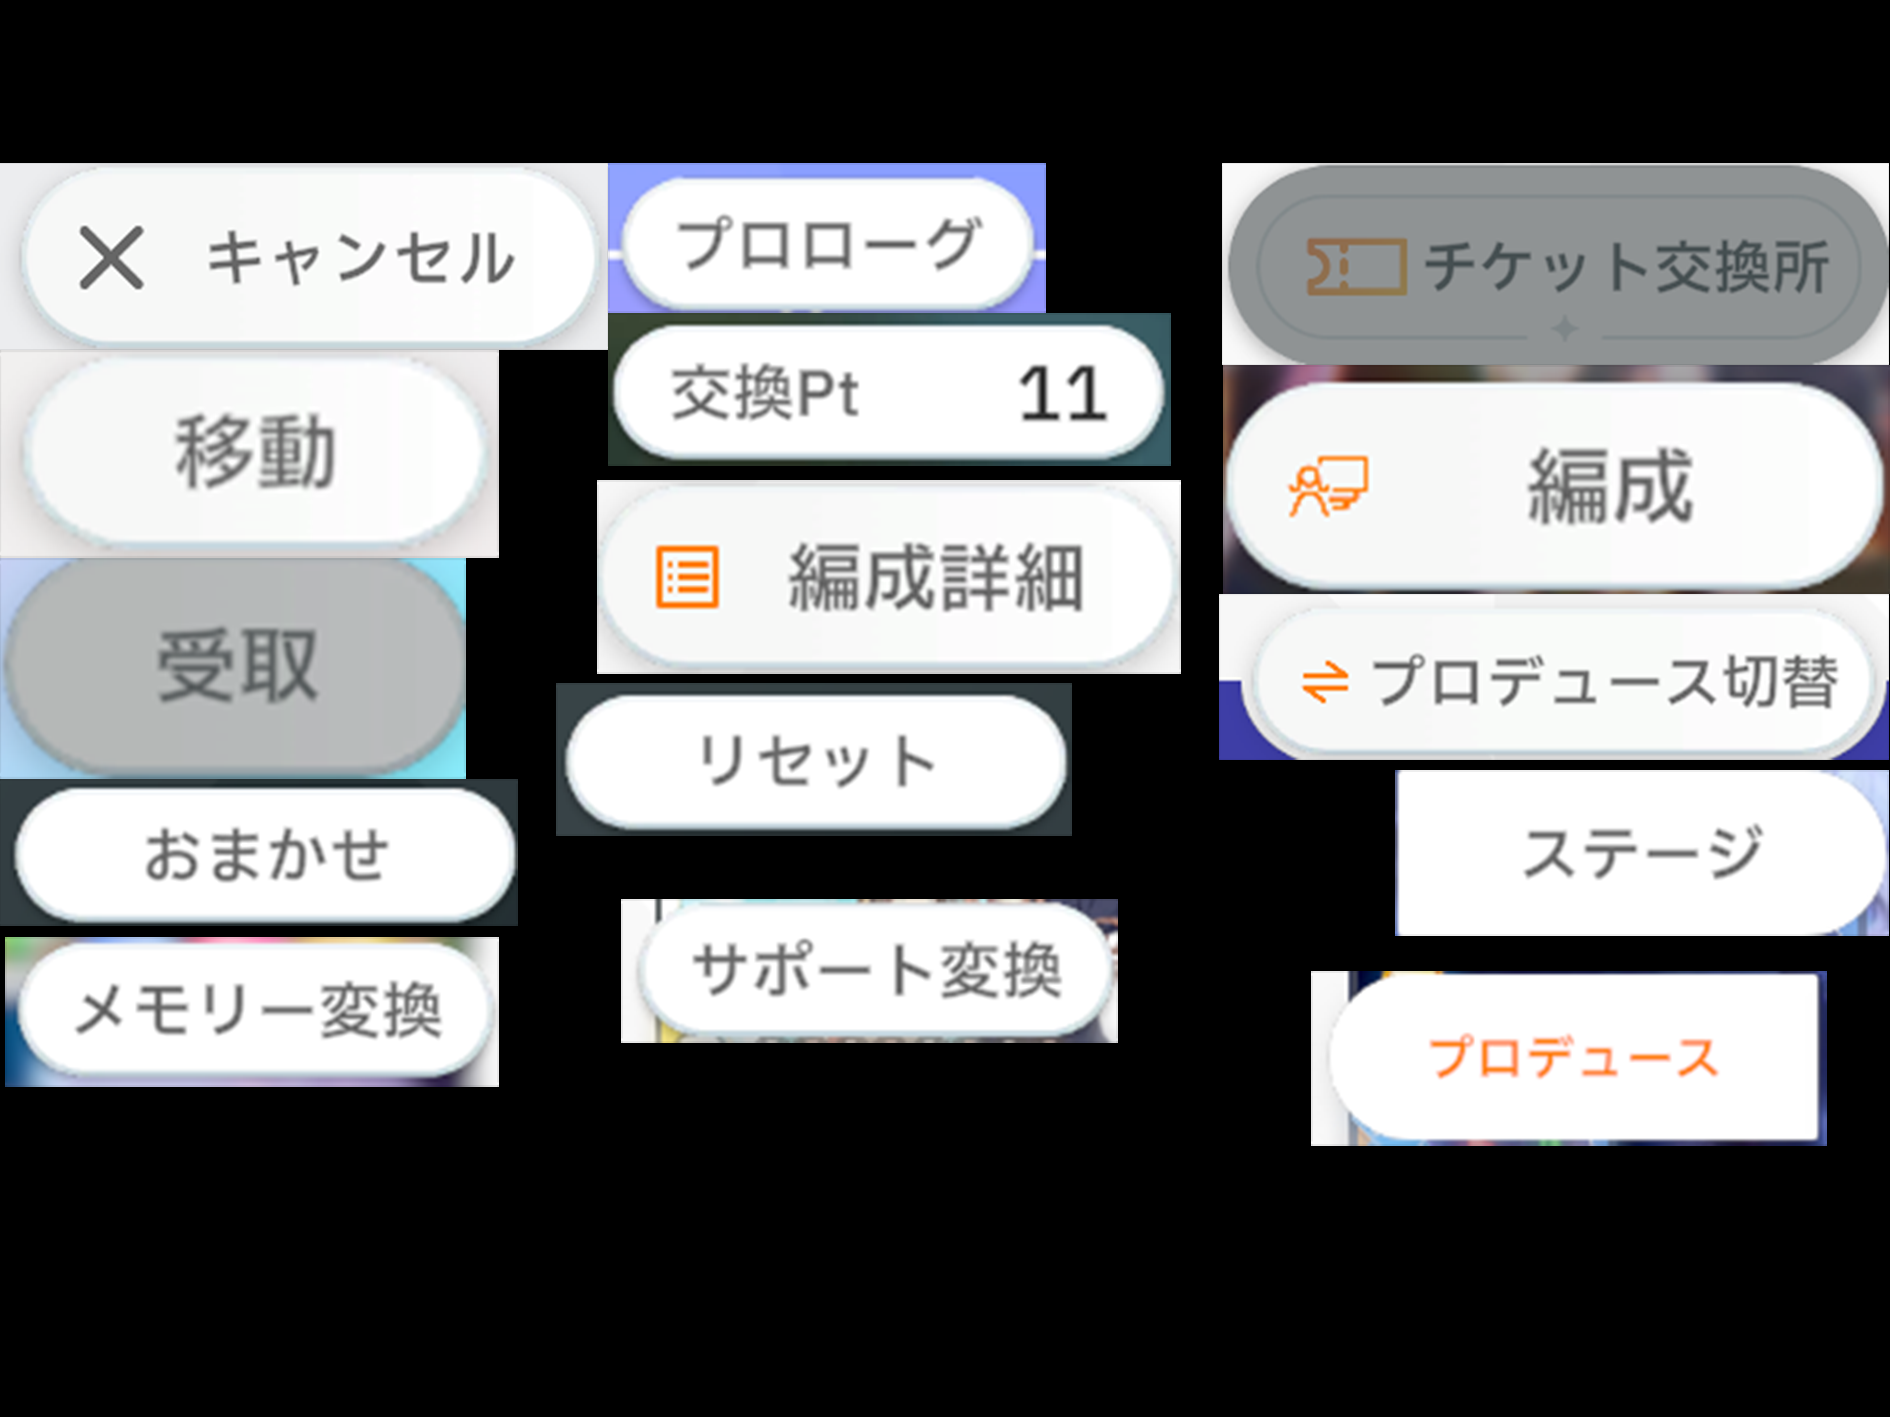 キャンセル
移動
受取
おまかせ
メモリー変換
プロローグ
交換Pt 11
編成詳細
リセット
サポート変換
チケット交換所
編成
プロデュース切替
ステージ
プロデュース